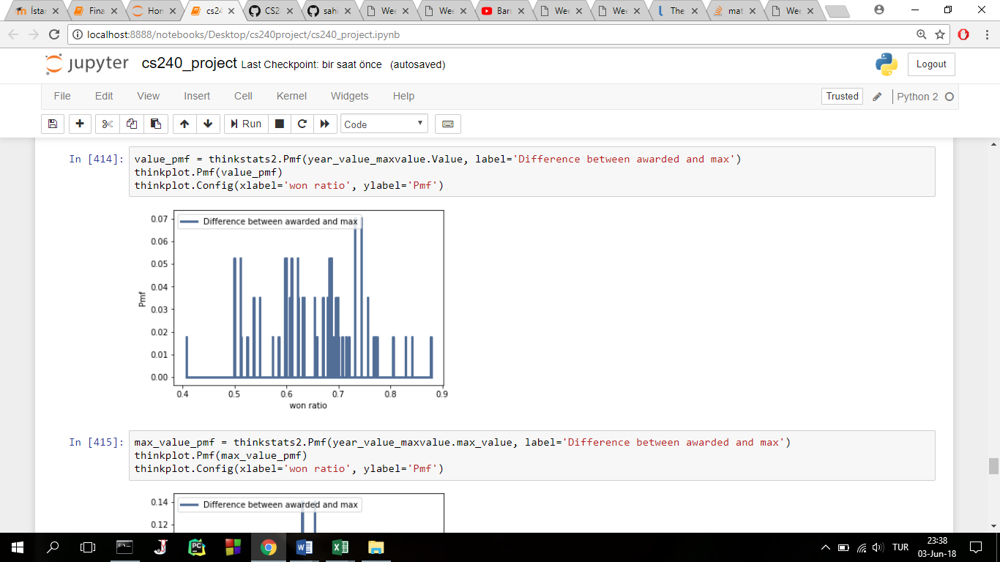 İstar
Fina
Hor
cs24
CS2
sahi
Wee
Wee
Barı
Wee
Wee
The
mat
Wee
localhost:8888/notebooks/Desktop/cs240project/cs240_project.ipynb
jupyter cs240_project Last Checkpoint: bir saat önce (autosaved)
Logout
File Edit View Insert Cell Kernel Widgets Help
Trusted Python 2
Run Code
In [414]: value_pmf = thinkstats2.Pmf(year_value_maxvalue.Value, label='Difference between awarded and max')
thinkplot.Pmf(value_pmf)
thinkplot.Config(xlabel='won ratio', ylabel='Pmf')
Difference between awarded and max
0.07
0.06
0.05
0.04
0.03
0.02
0.01
0.00
Pmf
0.4 0.5 0.6 0.7 0.8 0.9
won ratio
In [415]: max_value_pmf = thinkstats2.Pmf(year_value_maxvalue.max_value, label='Difference between awarded and max')
thinkplot.Pmf(max_value_pmf)
thinkplot.Config(xlabel='won ratio', ylabel='Pmf')
0.14
Difference between awarded and max
0.12
TUR
23:38
03-Jun-18